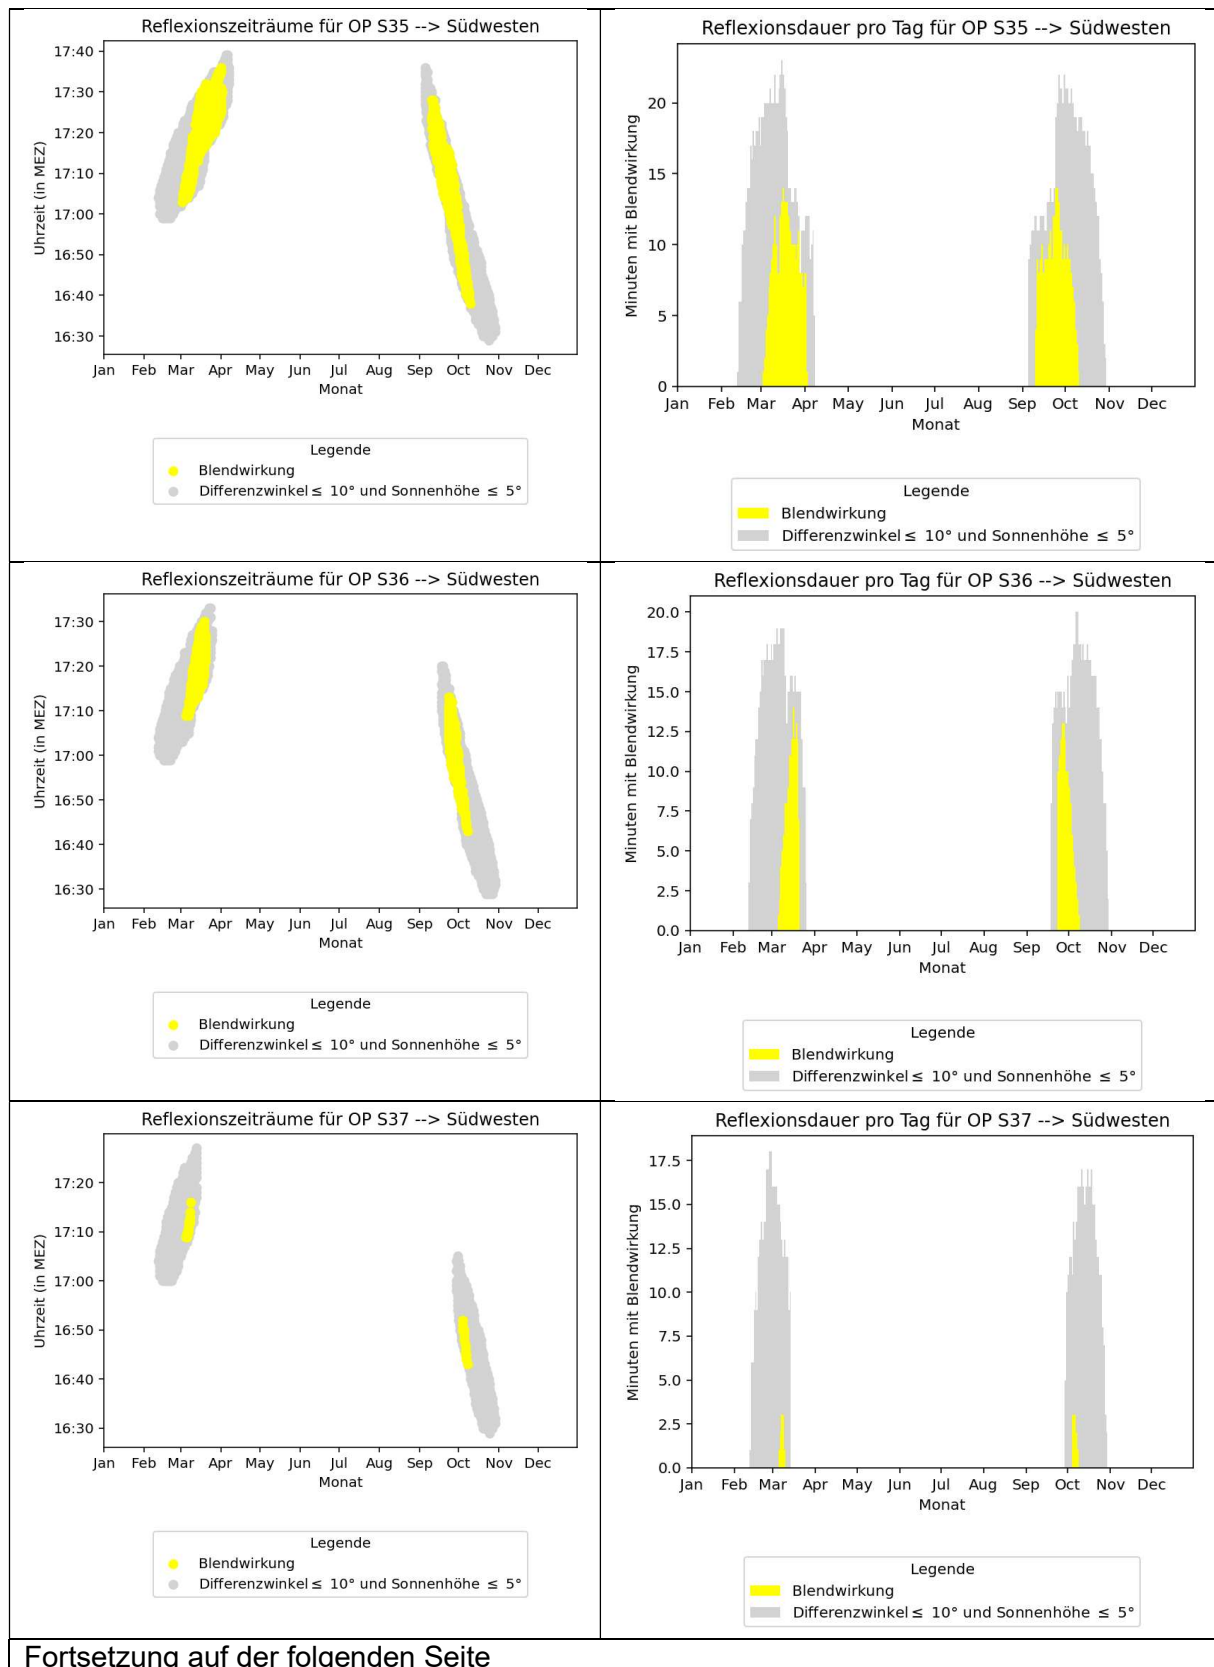 Reflexionszeiträume für OP S35 --> Südwesten
17:40
17:30
17:20
17:10
17:00
16:50
16:40
16:30
Uhrzeit (in MEZ)
Jan Feb Mar Apr May Jun Jul Aug Sep Oct Nov Dec
Monat
Legende
Blendwirkung
Differenzwinkel ≤ 10° und Sonnenhöhe ≤ 5°
Reflexionsdauer pro Tag für OP S35 --> Südwesten
20
15
10
5
0
Minuten mit Blendwirkung
Jan Feb Mar Apr May Jun Jul Aug Sep Oct Nov Dec
Monat
Legende
Blendwirkung
Differenzwinkel ≤ 10° und Sonnenhöhe ≤ 5°
Reflexionszeiträume für OP S36 --> Südwesten
17:30
17:20
17:10
17:00
16:50
16:40
16:30
Uhrzeit (in MEZ)
Jan Feb Mar Apr May Jun Jul Aug Sep Oct Nov Dec
Monat
Legende
Blendwirkung
Differenzwinkel ≤ 10° und Sonnenhöhe ≤ 5°
Reflexionsdauer pro Tag für OP S36 --> Südwesten
20.0
17.5
15.0
12.5
10.0
7.5
5.0
2.5
0.0
Minuten mit Blendwirkung
Jan Feb Mar Apr May Jun Jul Aug Sep Oct Nov Dec
Monat
Legende
Blendwirkung
Differenzwinkel ≤ 10° und Sonnenhöhe ≤ 5°
Reflexionszeiträume für OP S37 --> Südwesten
17:20
17:10
17:00
16:50
16:40
16:30
Uhrzeit (in MEZ)
Jan Feb Mar Apr May Jun Jul Aug Sep Oct Nov Dec
Monat
Legende
Blendwirkung
Differenzwinkel ≤ 10° und Sonnenhöhe ≤ 5°
Reflexionsdauer pro Tag für OP S37 --> Südwesten
17.5
15.0
12.5
10.0
7.5
5.0
2.5
0.0
Minuten mit Blendwirkung
Jan Feb Mar Apr May Jun Jul Aug Sep Oct Nov Dec
Monat
Legende
Blendwirkung
Differenzwinkel ≤ 10° und Sonnenhöhe ≤ 5°
Fortsetzung auf der folgenden Seite